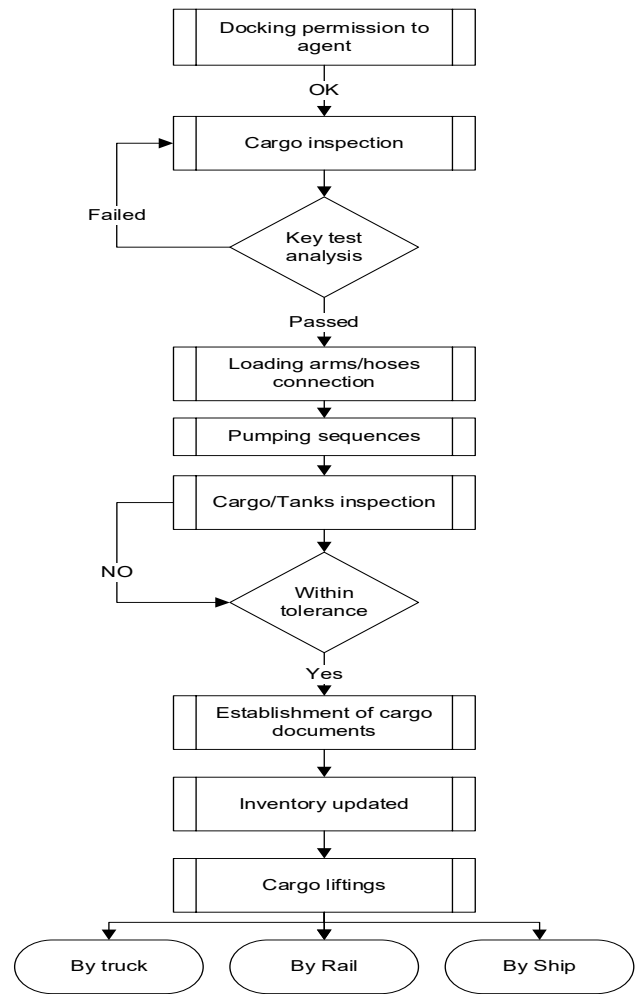 Docking permission to
agent
OK
Cargo inspection
Failed
Key test
analysis
Passed
Loading arms/hoses
connection
Pumping sequences
Cargo/Tanks inspection
NO
Within
tolerance
Yes
Establishment of cargo
documents
Inventory updated
Cargo liftings
By truck
By Rail
By Ship